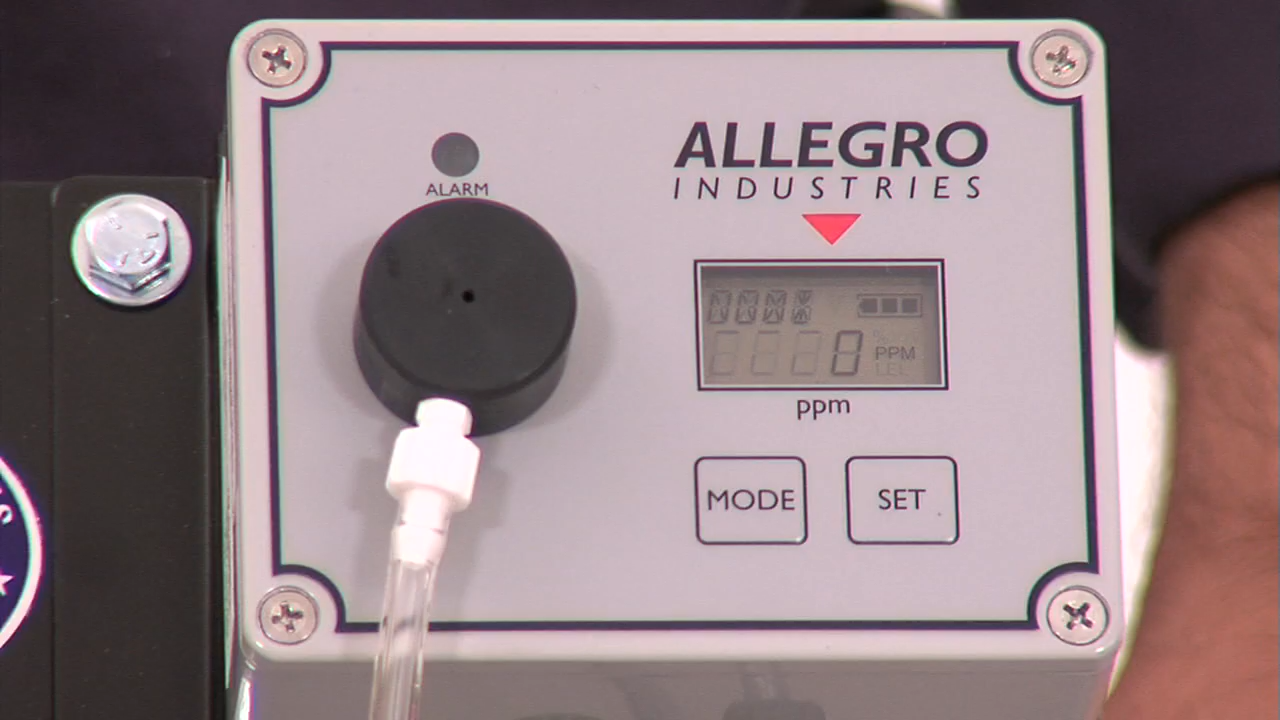 ALARM
ALLEGRO
INDUSTRIES
0
PPM
LEL
ppm
MODE
SET
S